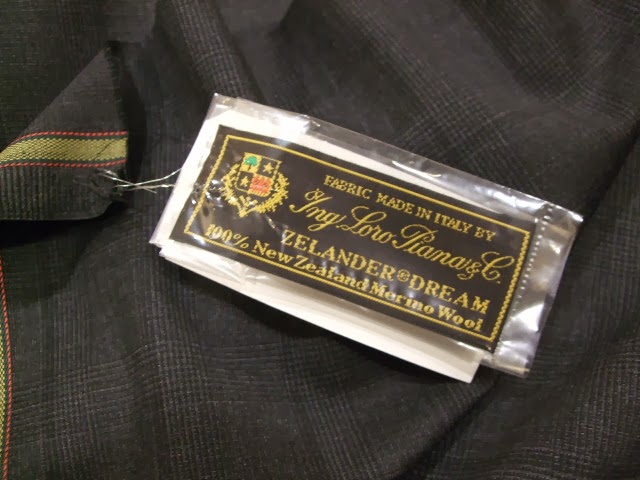 FABRIC MADE IN ITALY BY
Ing. Loro Piana & C.
ZELANDER®DREAM
100% New Zealand Merino Wool